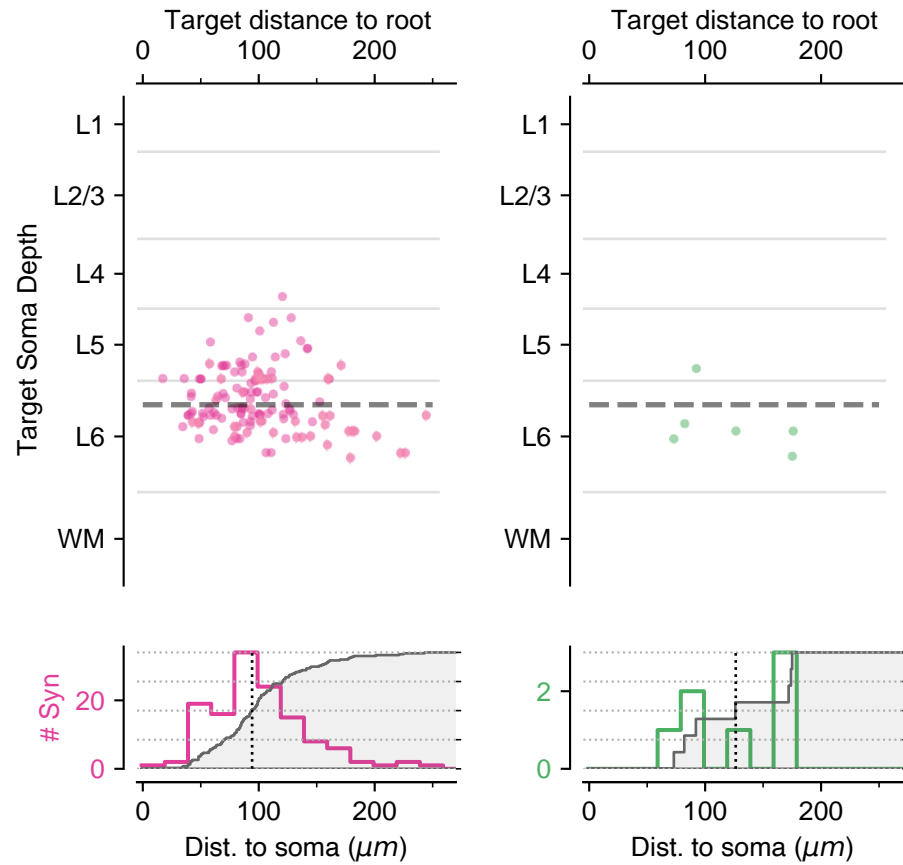 Target distance to root
Target distance to root
0 100 200
0 100 200
L1
L2/3
L4
L5
L6
WM
Target Soma Depth
L1
L2/3
L4
L5
L6
WM
# Syn
20
0
2
0
0 100 200
0 100 200
Dist. to soma (μm)
Dist. to soma (μm)